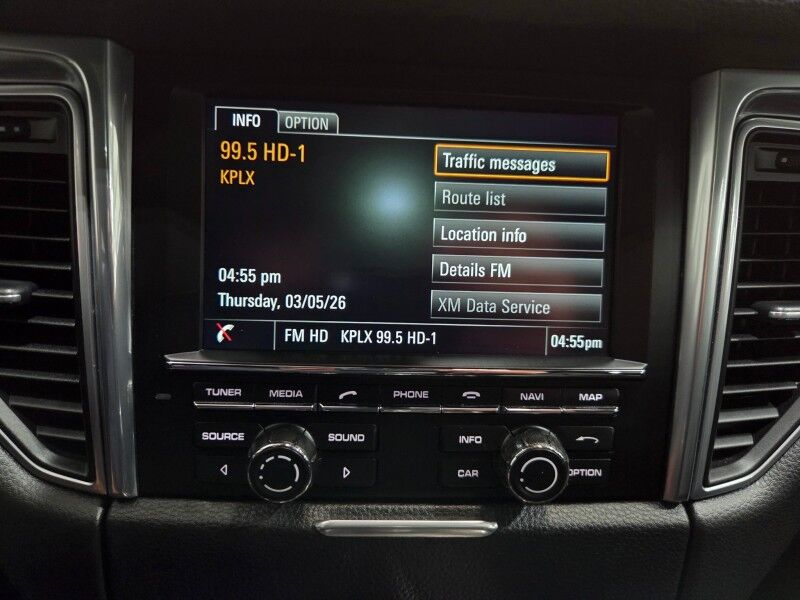 INFO OPTION
99.5 HD-1
KPLX
Traffic messages
Route list
Location info
Details FM
XM Data Service
04:55 pm
Thursday, 03/05/26
FM HD KPLX 99.5 HD-1 04:55pm
TUNER MEDIA PHONE NAVI MAP
SOURCE SOUND INFO
CAR OPTION